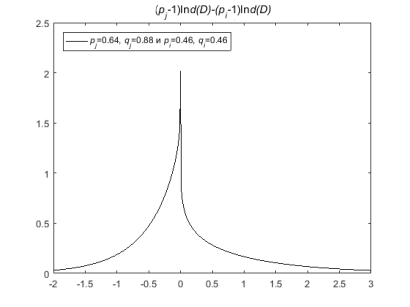 (p_j-1)lnd(D)-(p_i-1)lnd(D)
2.5
p_j=0.64, q_j=0.88 и p_i=0.46, q_i=0.46
2
1.5
1
0.5
0
-2 -1.5 -1 -0.5 0 0.5 1 1.5 2 2.5 3